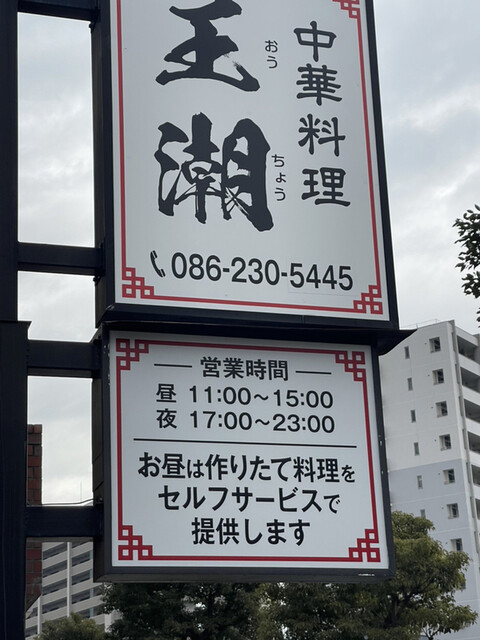 中華料理
王潮
おう
ちょう
086-230-5445
営業時間
昼 11:00〜15:00
夜 17:00〜23:00
お昼は作りたて料理を
セルフサービスで
提供します